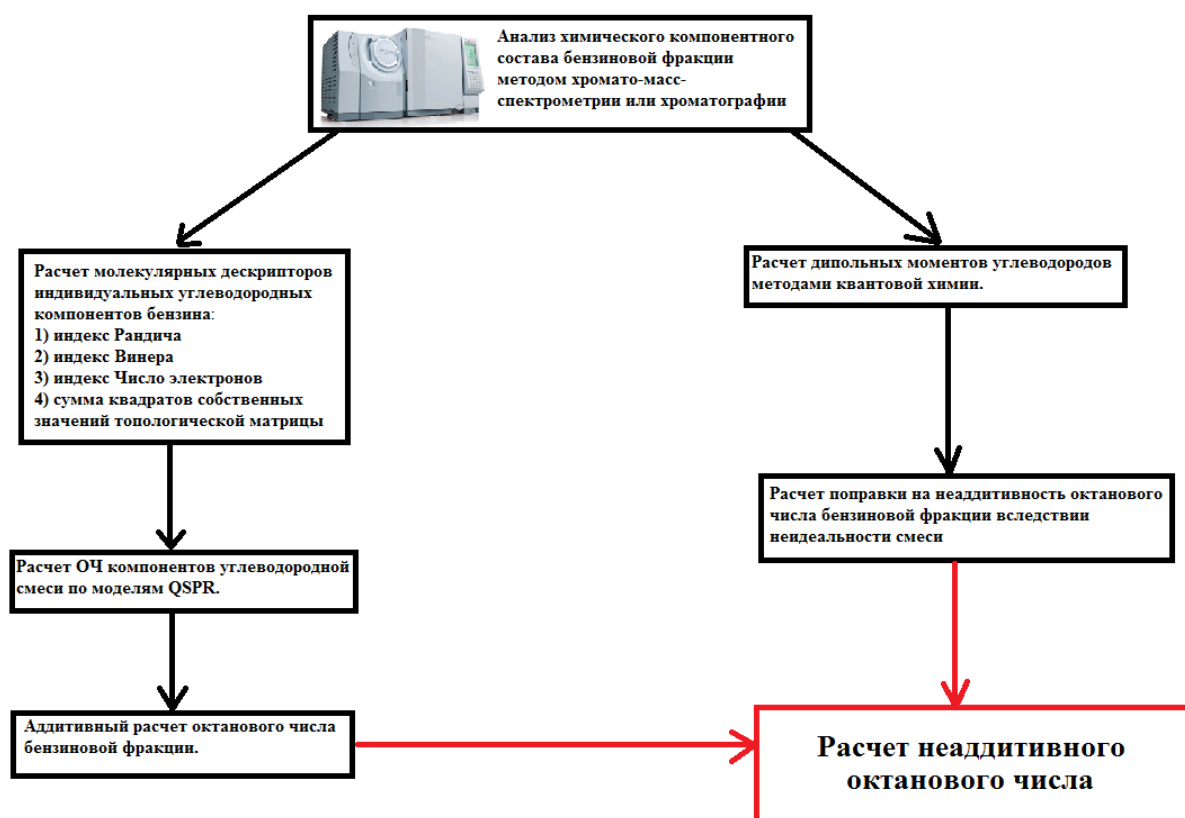 Анализ химического компонентного
состава бензиновой фракции
методом хромато-масс-
спектрометрии или хроматографии
Расчет молекулярных дескрипторов
индивидуальных углеводородных
компонентов бензина:
1) индекс Рандича
2) индекс Винера
3) индекс Число электронов
4) сумма квадратов собственных
значений топологической матрицы
Расчет дипольных моментов углеводородов
методами квантовой химии.
Расчет поправки на неаддитивность октанового
числа бензиновой фракции вследствии
неидеальности смеси
Расчет ОЧ компонентов углеводородной
смеси по моделям QSPR.
Аддитивный расчет октанового числа
бензиновой фракции.
Расчет неаддитивного
октанового числа